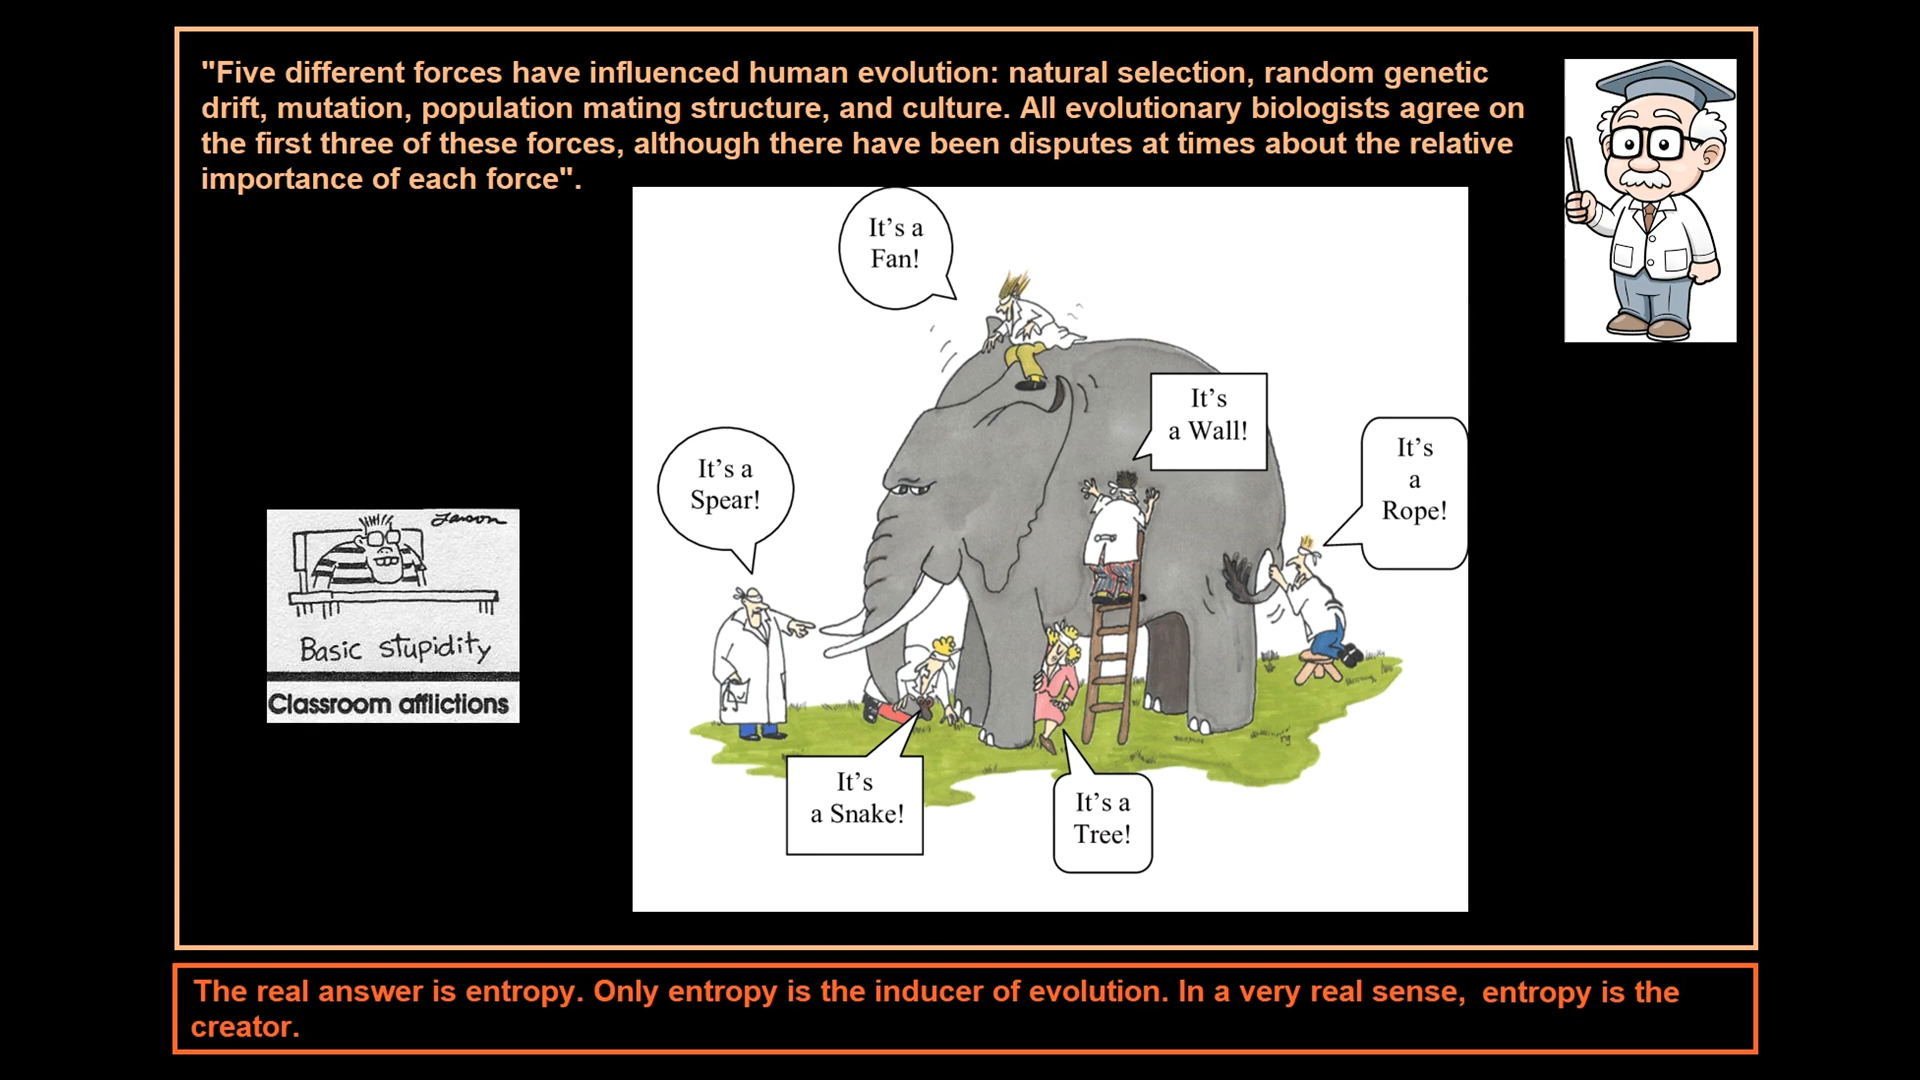 "Five different forces have influenced human evolution: natural selection, random genetic
drift, mutation, population mating structure, and culture. All evolutionary biologists agree on
the first three of these forces, although there have been disputes at times about the relative
importance of each force".
It's a
Fan!
It's
a Wall!
It's
a
Rope!
It's a
Spear!
Larson
Basic stupidity
Classroom afflictions
It's
a Snake!
It's a
Tree!
The real answer is entropy. Only entropy is the inducer of evolution. In a very real sense, entropy is the
creator.